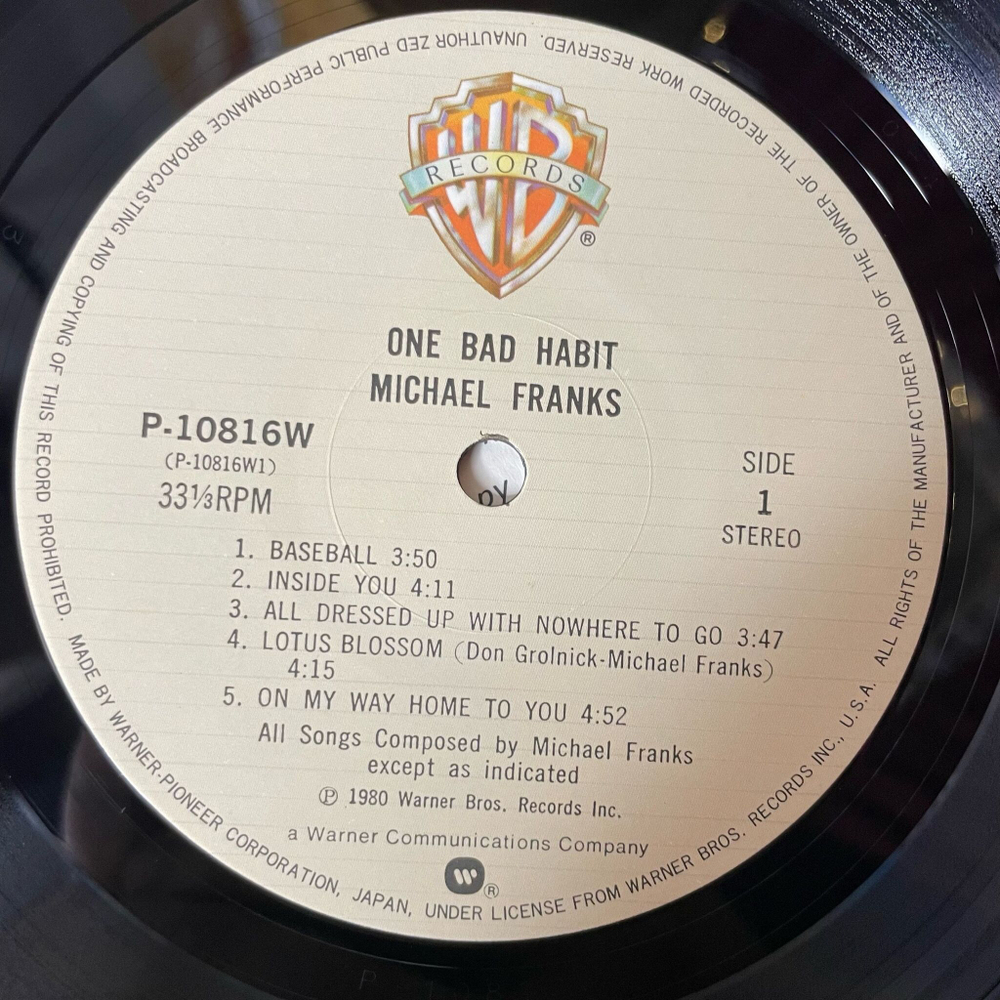 WB
RECORDS
®
ONE BAD HABIT
MICHAEL FRANKS
P-10816W
(P-10816W1)
33⅓RPM
SIDE
1
STEREO
py
1. BASEBALL 3:50
2. INSIDE YOU 4:11
3. ALL DRESSED UP WITH NOWHERE TO GO 3:47
4. LOTUS BLOSSOM (Don Grolnick-Michael Franks)
4:15
5. ON MY WAY HOME TO YOU 4:52
All Songs Composed by Michael Franks
except as indicated
℗ 1980 Warner Bros. Records Inc.
a Warner Communications Company
®
MADE BY WARNER-PIONEER CORPORATION, JAPAN, UNDER LICENSE FROM WARNER BROS. RECORDS INC., U.S.A. ALL RIGHTS OF THE MANUFACTURER AND OF THE OWNER OF THE RECORDED WORK RESERVED. UNAUTHOR ZED PUBLIC PERFORMANCE BROADCASTING AND COPYING OF THIS RECORD PROHIBITED.